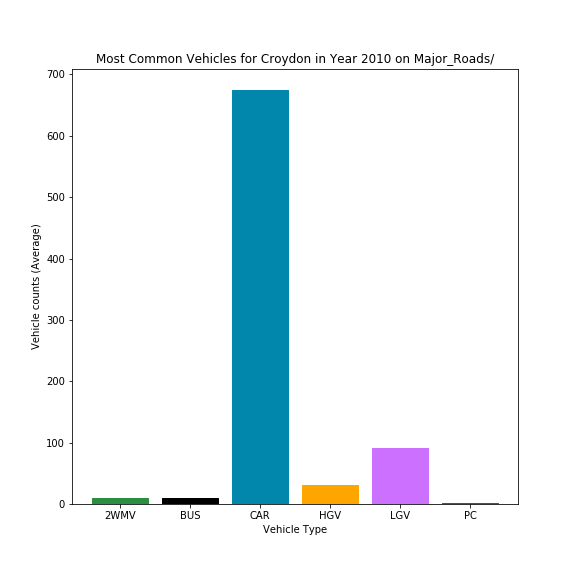 Most Common Vehicles for Croydon in Year 2010 on Major_Roads/
700
600
500
400
300
200
100
0
Vehicle counts (Average)
2WMV BUS CAR HGV LGV PC
Vehicle Type